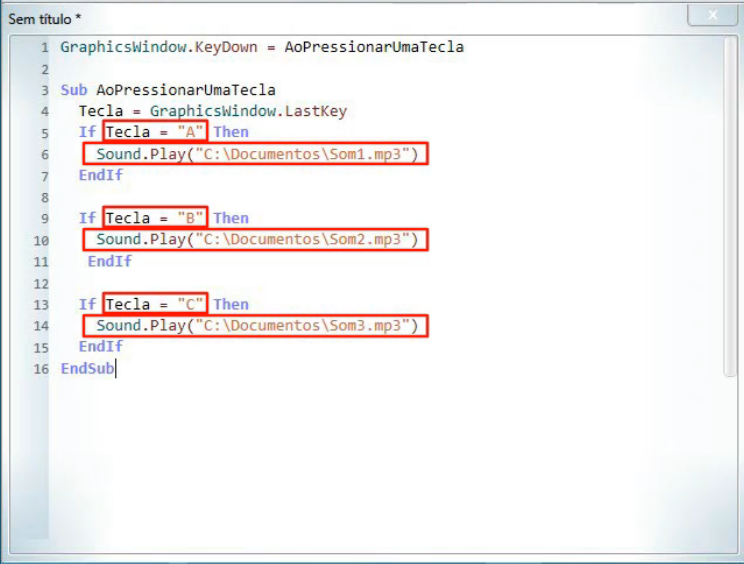 Sem título *
X
1 GraphicsWindow.KeyDown = AoPressionarUmaTecla
2
3 Sub AoPressionarUmaTecla
4 Tecla = GraphicsWindow.LastKey
5 If Tecla = "A" Then
6 Sound.Play("C:\Documentos\Som1.mp3")
7 EndIf
8
9 If Tecla = "B" Then
10 Sound.Play("C:\Documentos\Som2.mp3")
11 EndIf
12
13 If Tecla = "C" Then
14 Sound.Play("C:\Documentos\Som3.mp3")
15 EndIf
16 EndSub